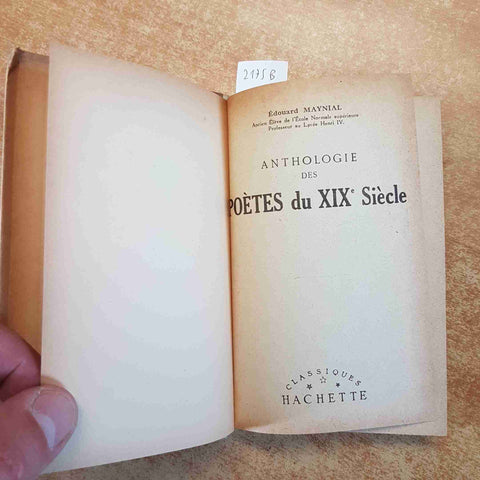 2175B
Édouard MAYNIAL
Ancien Élève de l'École Normale supérieure
Professeur au Lycée Henri IV.
ANTHOLOGIE
DES
POÈTES du XIXe Siècle
CLASSIQUES
HACHETTE